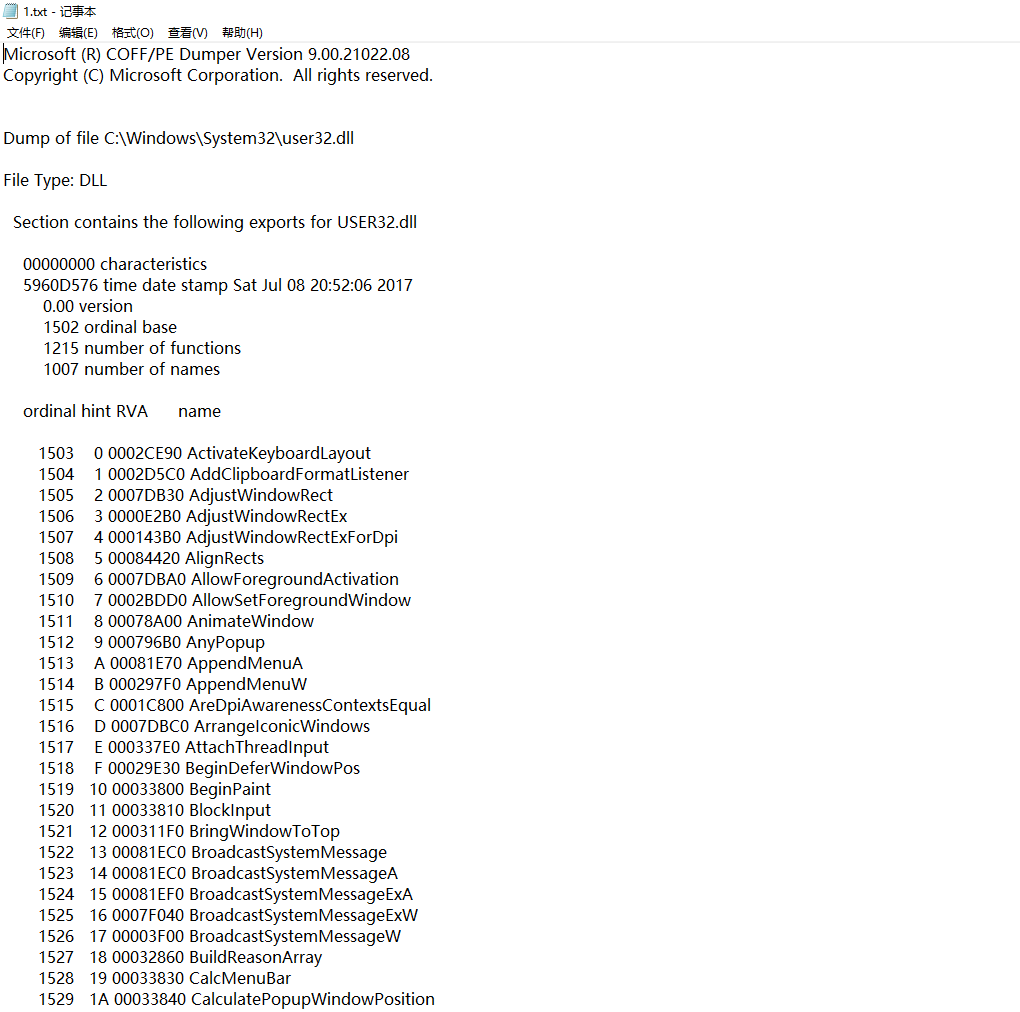 1.txt - 记事本
文件(F) 编辑(E) 格式(O) 查看(V) 帮助(H)
Microsoft (R) COFF/PE Dumper Version 9.00.21022.08
Copyright (C) Microsoft Corporation.  All rights reserved.
Dump of file C:\Windows\System32\user32.dll
File Type: DLL
Section contains the following exports for USER32.dll
00000000 characteristics
5960D576 time date stamp Sat Jul 08 20:52:06 2017
0.00 version
1502 ordinal base
1215 number of functions
1007 number of names
ordinal hint RVA      name
1503    0 0002CE90 ActivateKeyboardLayout
1504    1 0002D5C0 AddClipboardFormatListener
1505    2 0007DB30 AdjustWindowRect
1506    3 0000E2B0 AdjustWindowRectEx
1507    4 000143B0 AdjustWindowRectExForDpi
1508    5 00084420 AlignRects
1509    6 0007DBA0 AllowForegroundActivation
1510    7 0002BDD0 AllowSetForegroundWindow
1511    8 00078A00 AnimateWindow
1512    9 000796B0 AnyPopup
1513    A 00081E70 AppendMenuA
1514    B 000297F0 AppendMenuW
1515    C 0001C800 AreDpiAwarenessContextsEqual
1516    D 0007DBC0 ArrangeIconicWindows
1517    E 000337E0 AttachThreadInput
1518    F 00029E30 BeginDeferWindowPos
1519   10 00033800 BeginPaint
1520   11 00033810 BlockInput
1521   12 000311F0 BringWindowToTop
1522   13 00081EC0 BroadcastSystemMessage
1523   14 00081EC0 BroadcastSystemMessageA
1524   15 00081EF0 BroadcastSystemMessageExA
1525   16 0007F040 BroadcastSystemMessageExW
1526   17 00003F00 BroadcastSystemMessageW
1527   18 00032860 BuildReasonArray
1528   19 00033830 CalcMenuBar
1529   1A 00033840 CalculatePopupWindowPosition